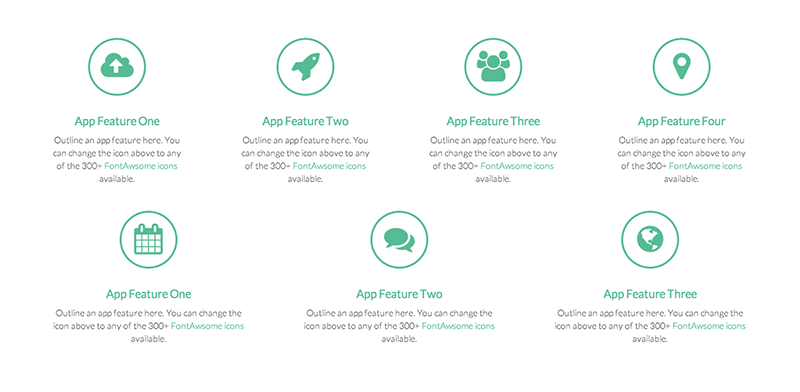 App Feature One
Outline an app feature here. You
can change the icon above to any
of the 300+ FontAwsome icons
available.
App Feature Two
Outline an app feature here. You
can change the icon above to any
of the 300+ FontAwsome icons
available.
App Feature Three
Outline an app feature here. You
can change the icon above to any
of the 300+ FontAwsome icons
available.
App Feature Four
Outline an app feature here. You
can change the icon above to any
of the 300+ FontAwsome icons
available.
App Feature One
Outline an app feature here. You can change the
icon above to any of the 300+ FontAwsome icons
available.
App Feature Two
Outline an app feature here. You can change the
icon above to any of the 300+ FontAwsome icons
available.
App Feature Three
Outline an app feature here. You can change the
icon above to any of the 300+ FontAwsome icons
available.